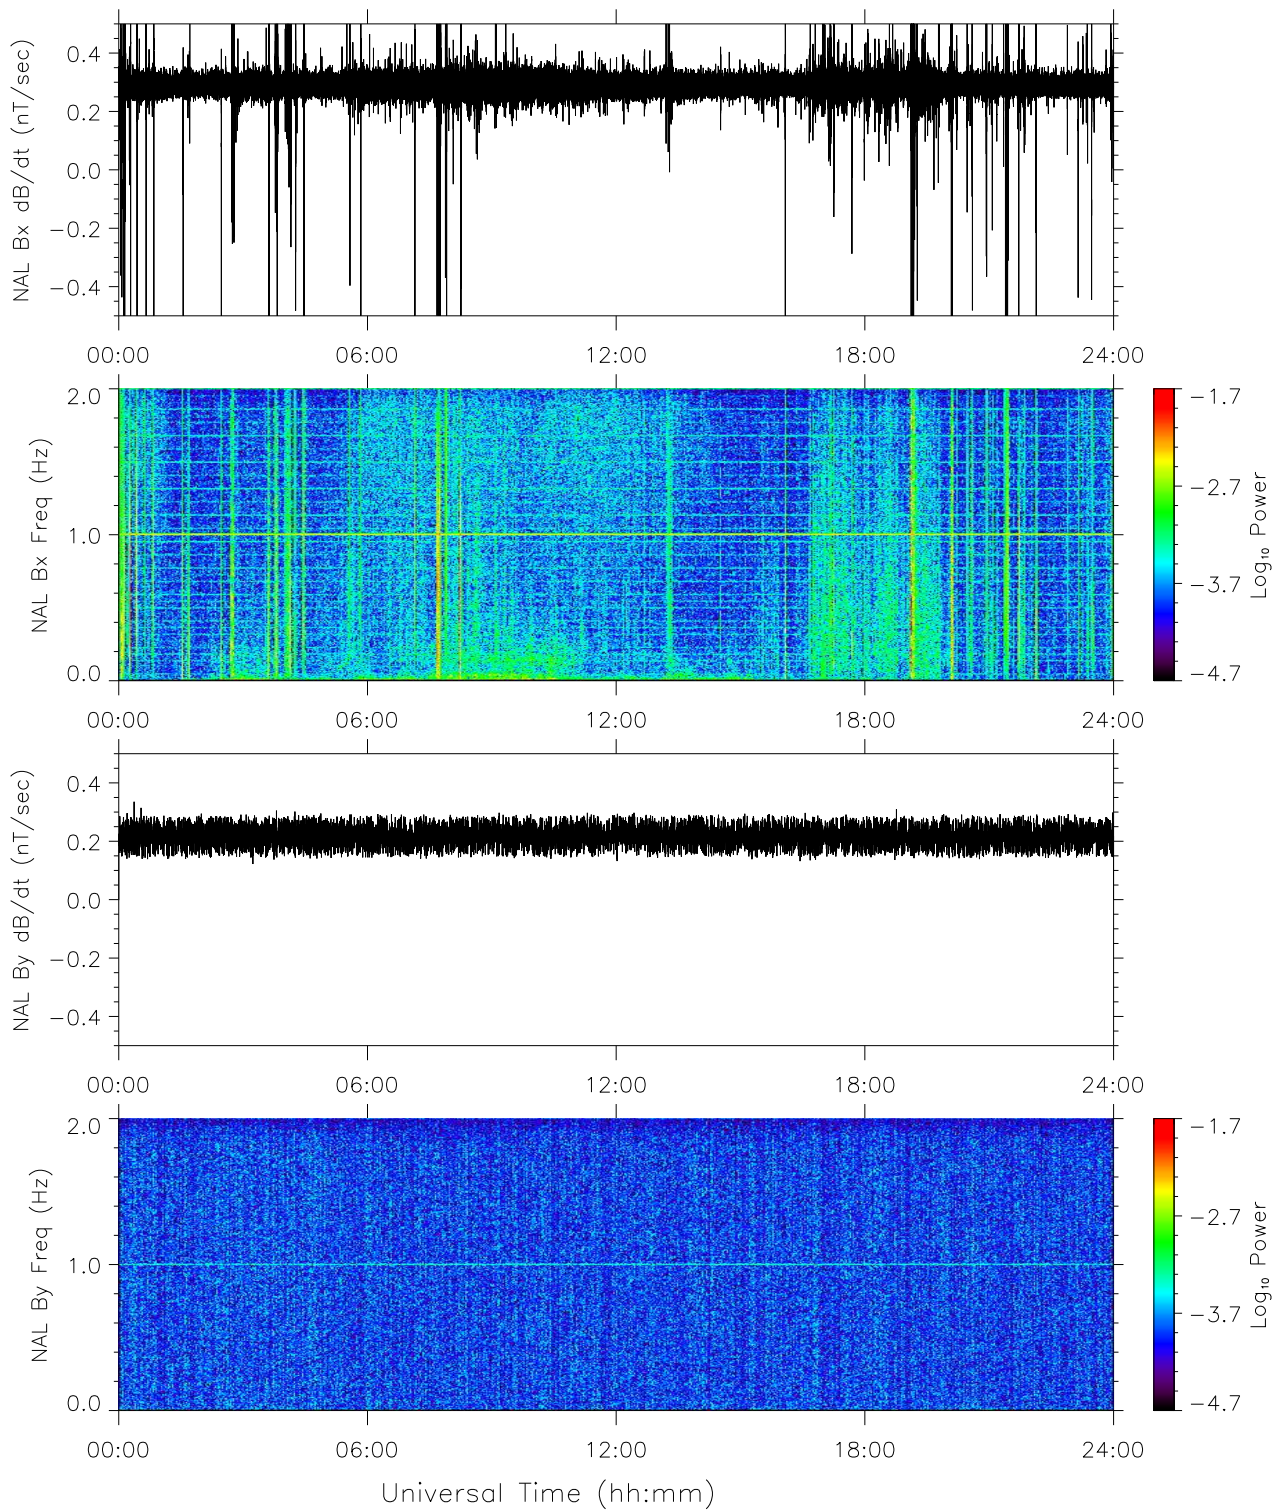 NAL Bx dB/dt (nT/sec)
0.4
0.2
0.0
−0.2
−0.4
00:00 06:00 12:00 18:00 24:00
NAL Bx Freq (Hz)
2.0
1.0
0.0
00:00 06:00 12:00 18:00 24:00
−1.7
−2.7
−3.7
−4.7
Log₁₀ Power
NAL By dB/dt (nT/sec)
0.4
0.2
0.0
−0.2
−0.4
00:00 06:00 12:00 18:00 24:00
NAL By Freq (Hz)
2.0
1.0
0.0
00:00 06:00 12:00 18:00 24:00
−1.7
−2.7
−3.7
−4.7
Log₁₀ Power
Universal Time (hh:mm)